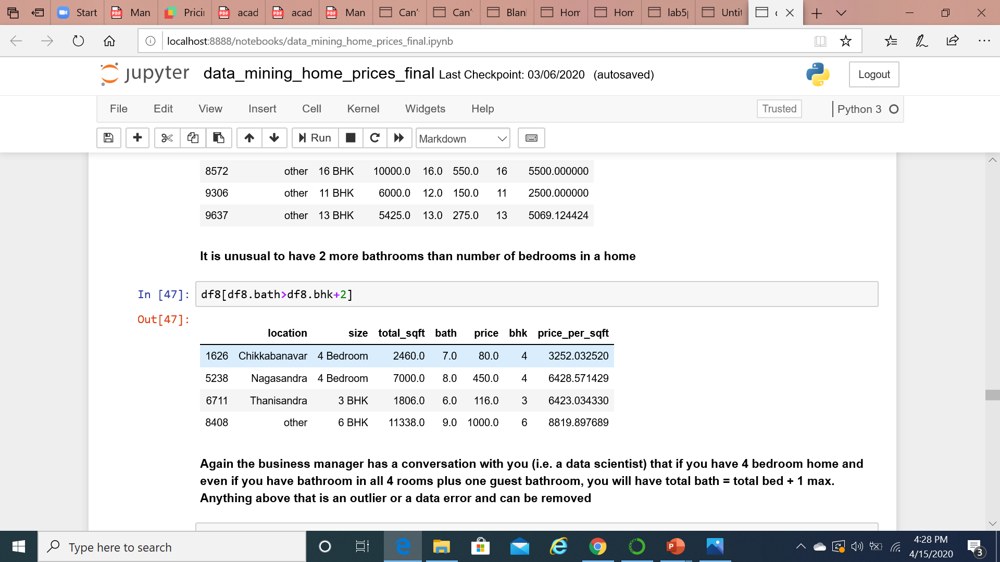 Start Man Prici acad acad Man Can' Can' Blan Hom Hom lab5p Untit
localhost:8888/notebooks/data_mining_home_prices_final.ipynb
jupyter data_mining_home_prices_final Last Checkpoint: 03/06/2020 (autosaved) Logout
File Edit View Insert Cell Kernel Widgets Help Trusted Python 3
Run Markdown
8572 other 16 BHK 10000.0 16.0 550.0 16 5500.000000
9306 other 11 BHK 6000.0 12.0 150.0 11 2500.000000
9637 other 13 BHK 5425.0 13.0 275.0 13 5069.124424
It is unusual to have 2 more bathrooms than number of bedrooms in a home
In [47]: df8[df8.bath>df8.bhk+2]
Out[47]:
location size total_sqft bath price bhk price_per_sqft
1626 Chikkabanavar 4 Bedroom 2460.0 7.0 80.0 4 3252.032520
5238 Nagasandra 4 Bedroom 7000.0 8.0 450.0 4 6428.571429
6711 Thanisandra 3 BHK 1806.0 6.0 116.0 3 6423.034330
8408 other 6 BHK 11338.0 9.0 1000.0 6 8819.897689
Again the business manager has a conversation with you (i.e. a data scientist) that if you have 4 bedroom home and
even if you have bathroom in all 4 rooms plus one guest bathroom, you will have total bath = total bed + 1 max.
Anything above that is an outlier or a data error and can be removed
Type here to search
4:28 PM
4/15/2020
3